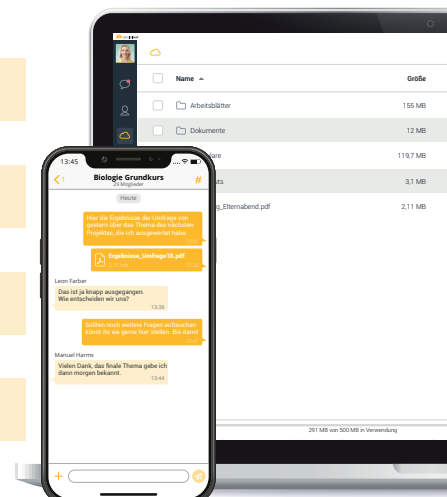 Name
Größe
Arbeitsblätter
155 MB
Dokumente
12 MB
119,7 MB
3,1 MB
_Elternabend.pdf
2,11 MB
291 MB von 500 MB in Verwendung
13:45
1
Biologie Grundkurs
#
29 Mitglieder
Heute
Hier die Ergebnisse der Umfrage von
gestern über das Thema des nächsten
Projektes, die ich ausgewertet habe.
Ergebnisse_Umfrage18.pdf
Leon Farber
Das ist ja knapp ausgegangen.
Wie entscheiden wir uns?
13:38
Sollten noch weitere Fragen auftauchen
könnt ihr sie gerne hier stellen. Bis dann!
Manuel Harms
Vielen Dank, das finale Thema gebe ich
dann morgen bekannt.
13:44